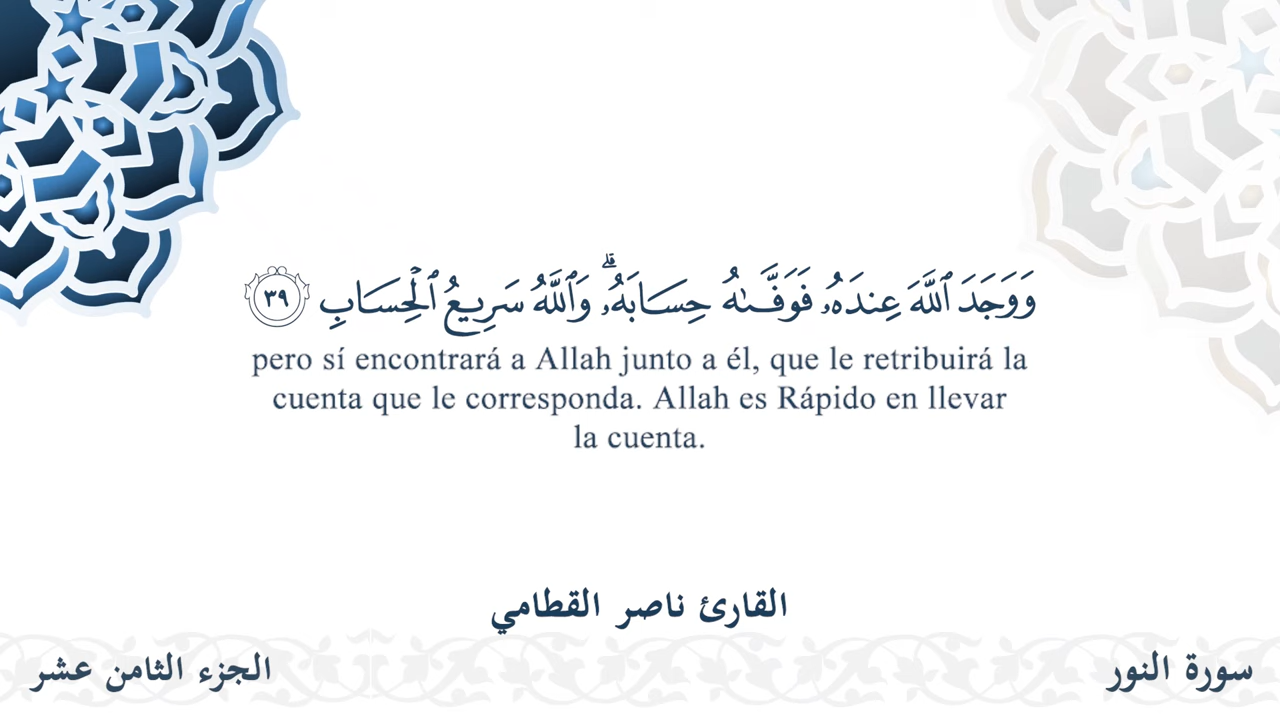 وَوَجَدَ ٱللَّهَ عِندَهُۥ فَوَفَّىٰهُ حِسَابَهُۥۗ وَٱللَّهُ سَرِيعُ ٱلْحِسَابِ ٣٩
pero sí encontrará a Allah junto a él, que le retribuirá la
cuenta que le corresponda. Allah es Rápido en llevar
la cuenta.
القارئ ناصر القطامي
سورة النور
الجزء الثامن عشر